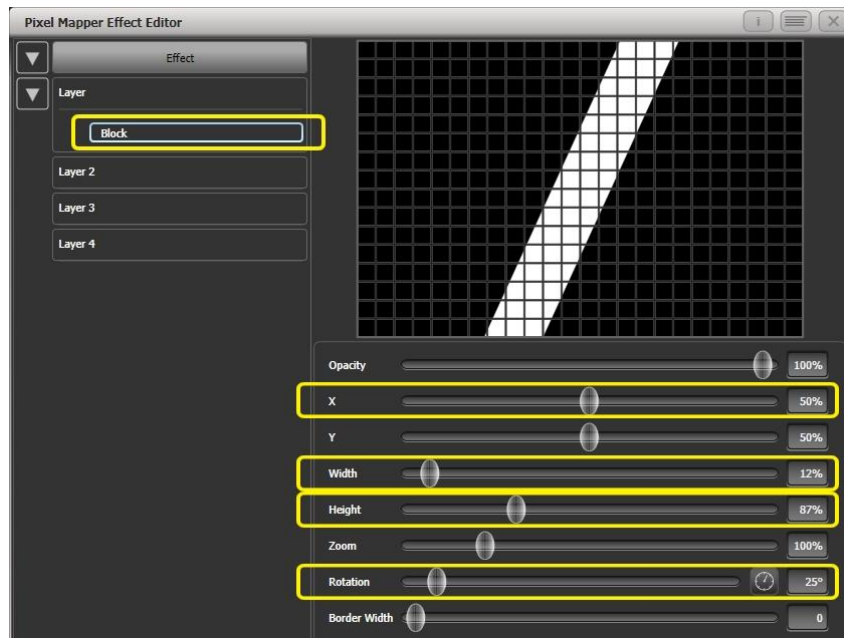 Pixel Mapper Effect Editor
i
Effect
Layer
Block
Layer 2
Layer 3
Layer 4
Opacity 100%
X 50%
Y 50%
Width 12%
Height 87%
Zoom 100%
Rotation 25°
Border Width 0